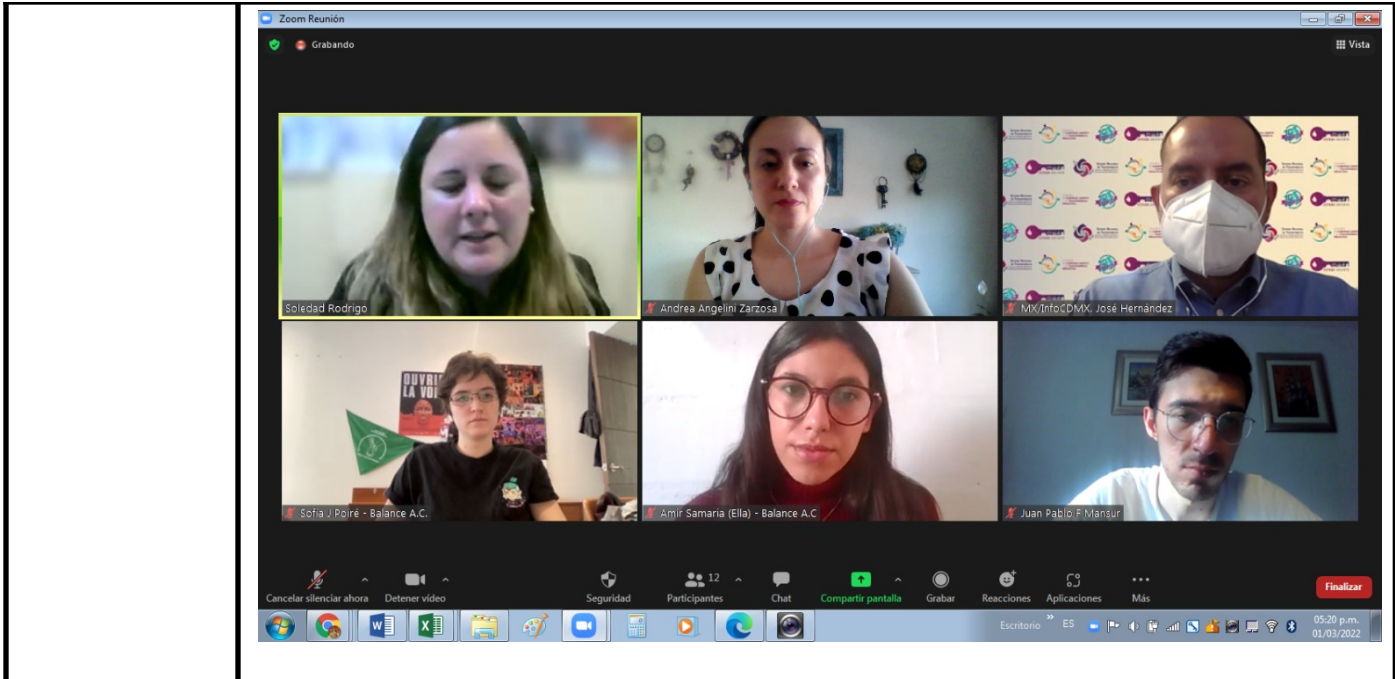 Zoom Reunión
Grabando
Vista
Soledad Rodrigo
Andrea Angelini Zarzosa
MX/InfoCDMX. José Hernández
OUVRIR
LA VOIX
Sofia J Poiré - Balance A.C.
Amir Samaria (Ella) - Balance A.C
Juan Pablo F Mansur
Cancelar silenciar ahora
Detener video
Seguridad
12
Participantes
Chat
Compartir pantalla
Grabar
Reacciones
Aplicaciones
Más
Finalizar
Escritorio
ES
05:20 p.m.
01/03/2022